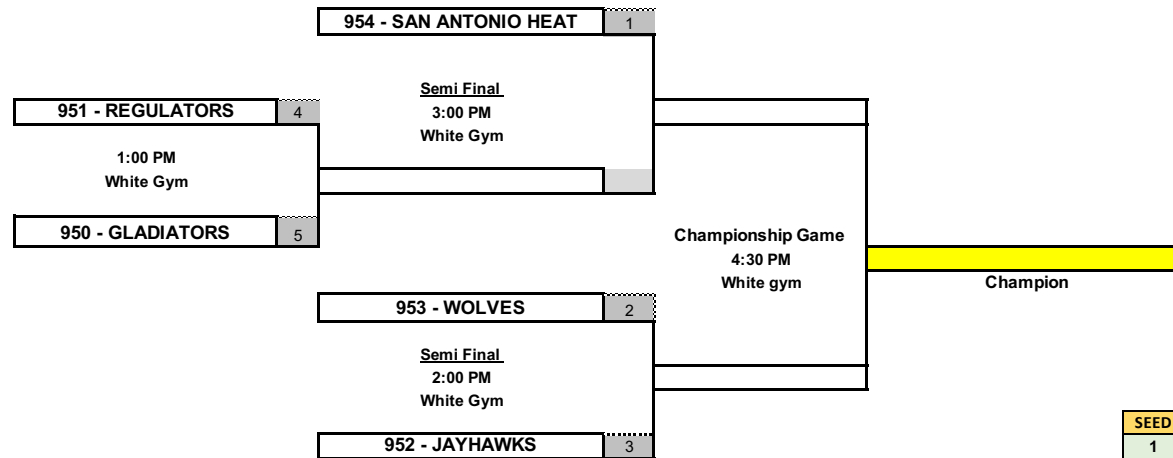 954 - SAN ANTONIO HEAT 1
Semi Final
3:00 PM
White Gym
951 - REGULATORS 4
1:00 PM
White Gym
950 - GLADIATORS 5
Championship Game
4:30 PM
White gym
Champion
953 - WOLVES 2
Semi Final
2:00 PM
White Gym
952 - JAYHAWKS 3
SEED
1